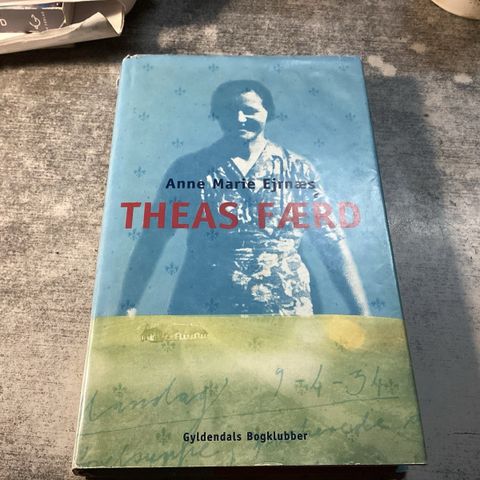 Anne Marie Ejrnæs
THEAS FÆRD
9-4-34
Gyldendals Bogklubber